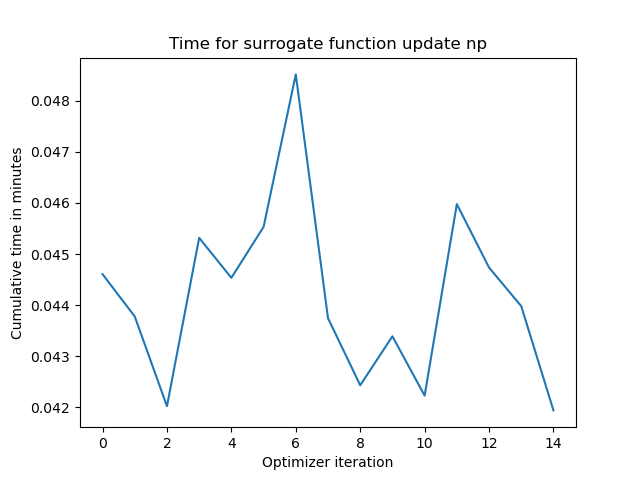 Time for surrogate function update np
Cumulative time in minutes
0.048
0.047
0.046
0.045
0.044
0.043
0.042
0 2 4 6 8 10 12 14
Optimizer iteration